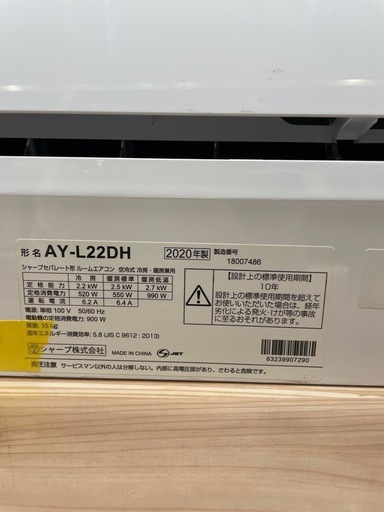 形名 AY-L22DH 2020年製 製造番号 18007486
シャープセパレート形 ルームエアコン 空冷式 冷房・暖房兼用
冷 房 暖房標準 暖房低温
定格能力 2.2 kW 2.5 kW 2.7 kW
定格消費電力 520 W 550 W 990 W
運転電流 6.2 A 6.4 A
電源:単相 100 V 50/60 Hz
電動機の定格消費電力: 900 W
質量: 10 kg
通年エネルギー消費効率: 5.8 (JIS C 9612 : 2013)
シャープ株式会社 MADE IN CHINA JET
責任注意 サービスマン以外の人は分解しない。内部に高電圧部が、あり、さわると危険です。
【設計上の標準使用期間】
10年
設計上の標準使用期間を超えて
お使いいただいた場合は、経年
劣化による発火・けが等の事故
に至るおそれがあります。
63239907290